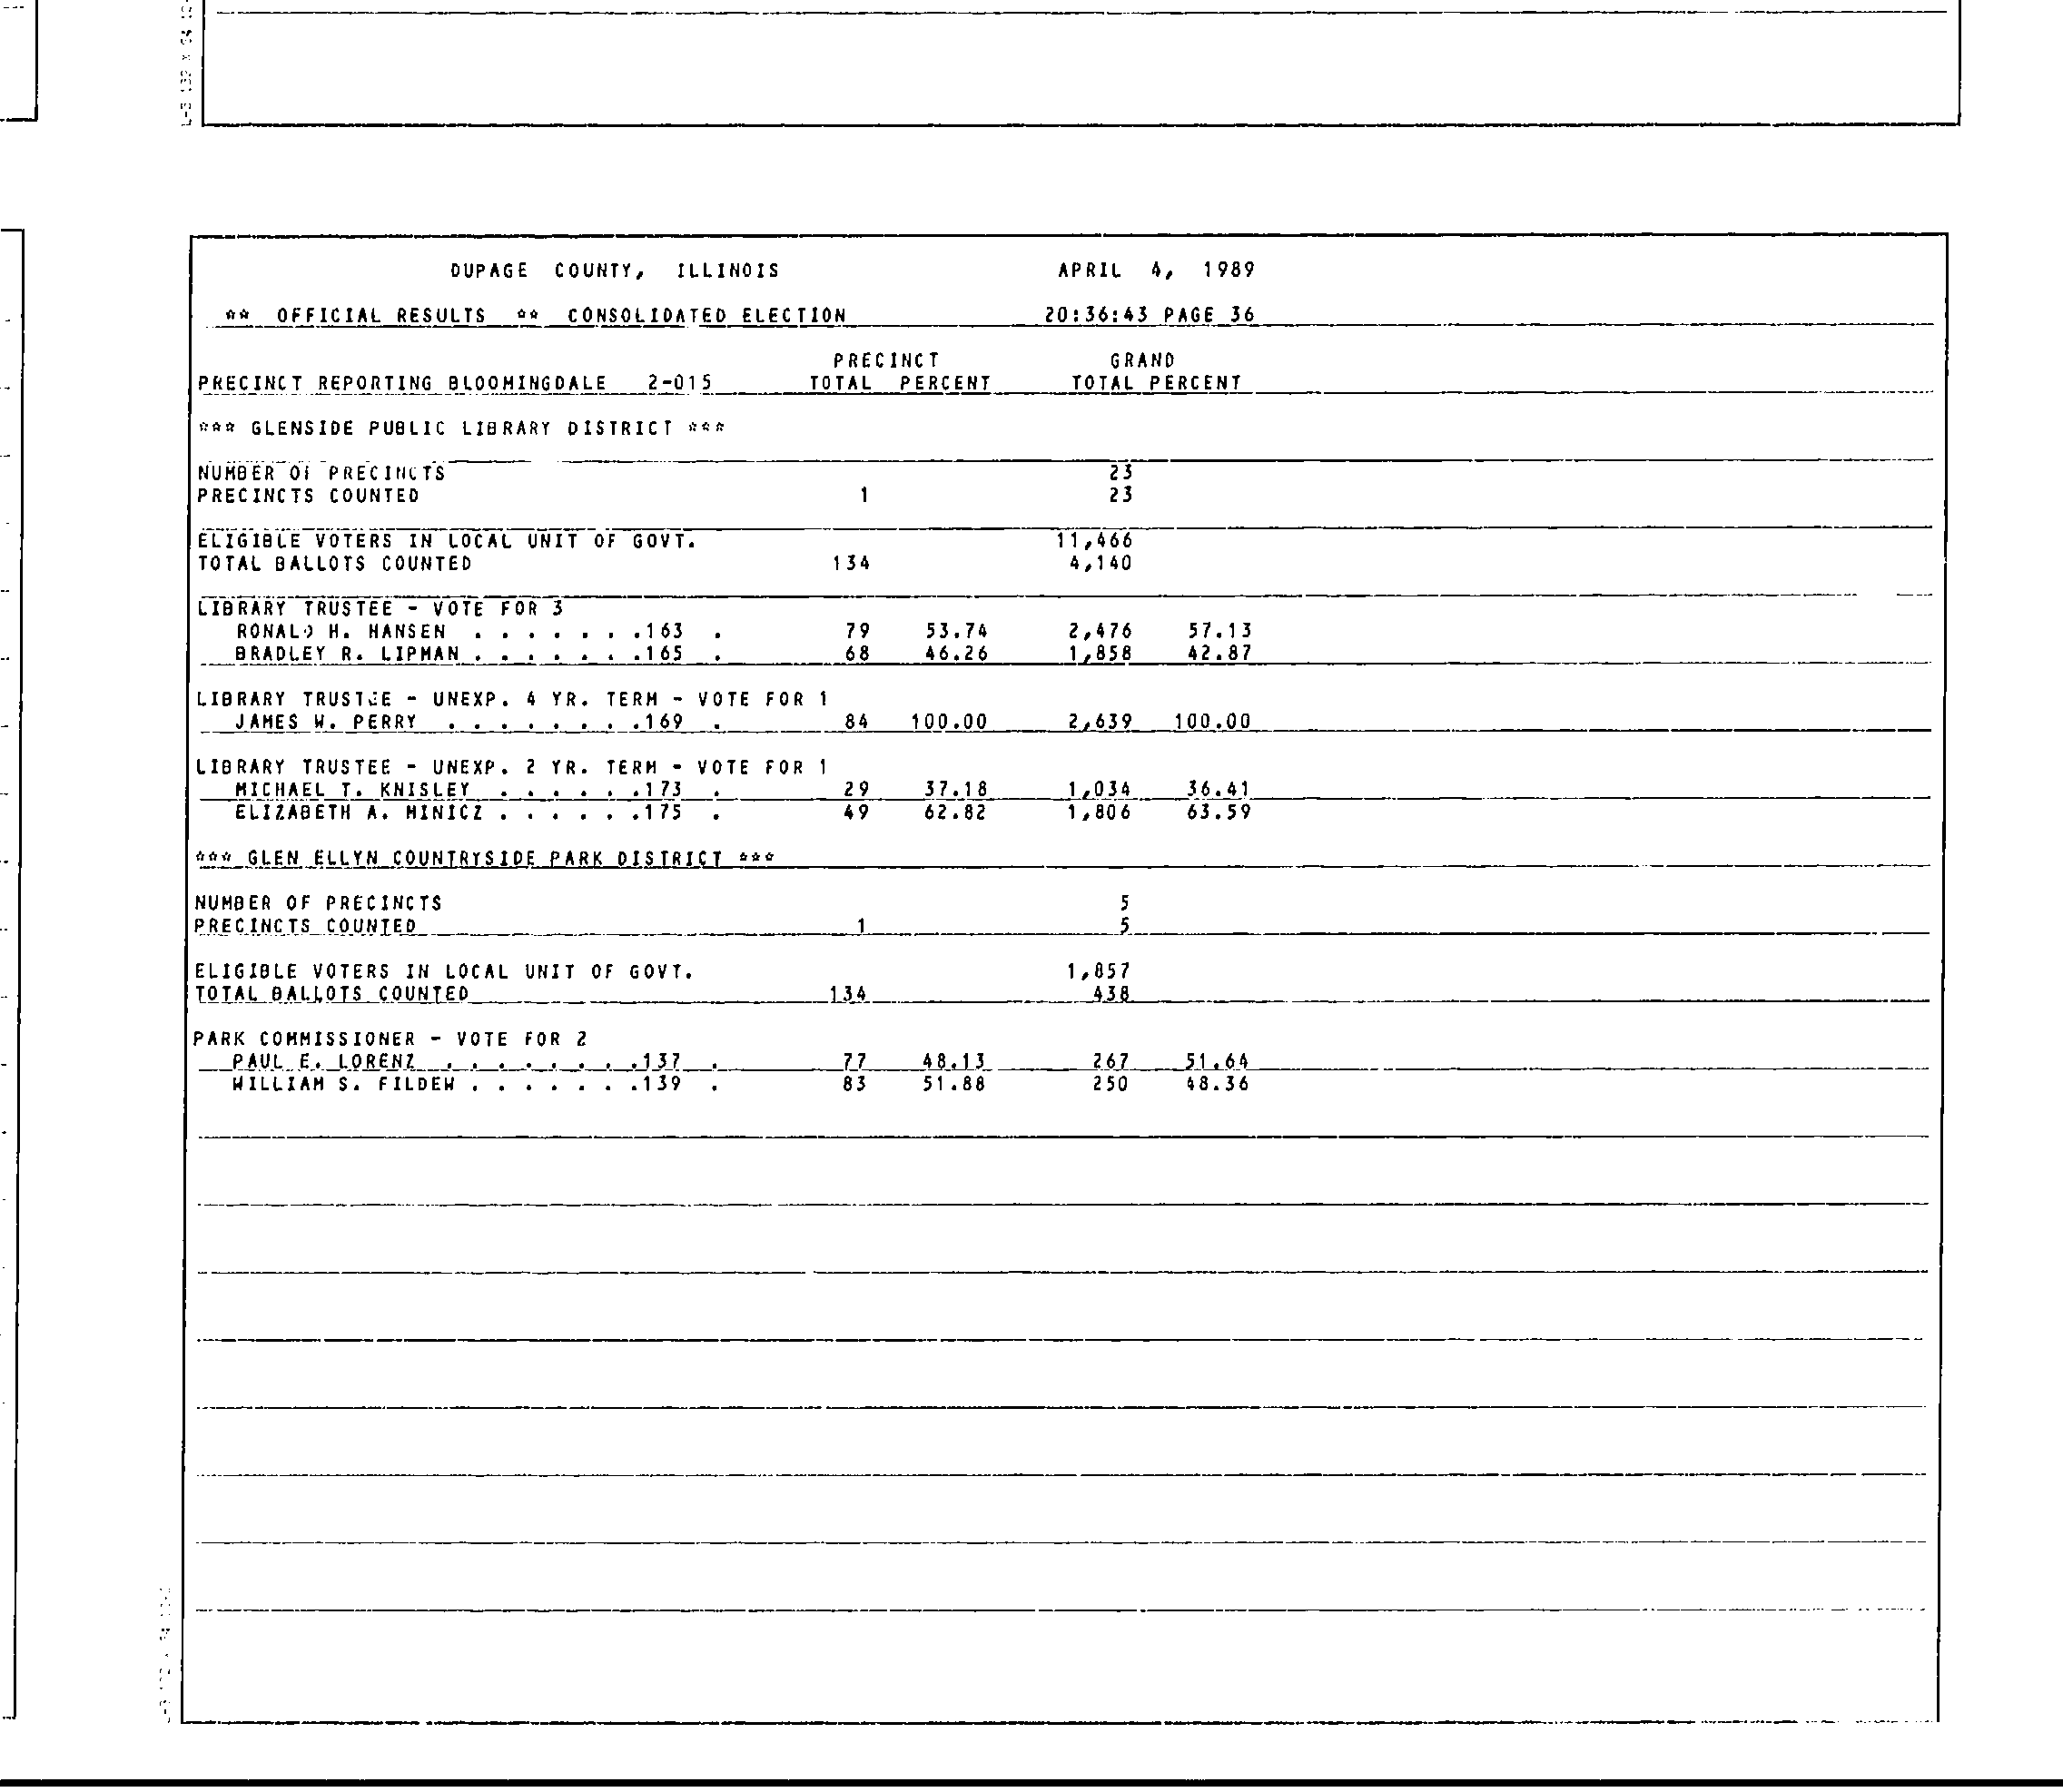 DUPAGE COUNTY, ILLINOIS APRIL 4, 1989
** OFFICIAL RESULTS ** CONSOLIDATED ELECTION 20:36:43 PAGE 36
PRECINCT GRAND
PRECINCT REPORTING BLOOMINGDALE 2-015 TOTAL PERCENT TOTAL PERCENT
*** GLENSIDE PUBLIC LIBRARY DISTRICT ***
NUMBER OF PRECINCTS 23
PRECINCTS COUNTED 1 23
ELIGIBLE VOTERS IN LOCAL UNIT OF GOVT. 11,466
TOTAL BALLOTS COUNTED 134 4,140
LIBRARY TRUSTEE - VOTE FOR 3
RONALD H. HANSEN . . . . . . .163 . 79 53.74 2,476 57.13
BRADLEY R. LIPMAN . . . . . . .165 . 68 46.26 1,858 42.87
LIBRARY TRUSTEE - UNEXP. 4 YR. TERM - VOTE FOR 1
JAMES W. PERRY . . . . . . . .169 . 84 100.00 2,639 100.00
LIBRARY TRUSTEE - UNEXP. 2 YR. TERM - VOTE FOR 1
MICHAEL T. KNISLEY . . . . . .173 . 29 37.18 1,034 36.41
ELIZABETH A. MINICZ . . . . . .175 . 49 62.82 1,806 63.59
*** GLEN ELLYN COUNTRYSIDE PARK DISTRICT ***
NUMBER OF PRECINCTS 5
PRECINCTS COUNTED 1 5
ELIGIBLE VOTERS IN LOCAL UNIT OF GOVT. 1,857
TOTAL BALLOTS COUNTED 134 438
PARK COMMISSIONER - VOTE FOR 2
PAUL E. LORENZ . . . . . . . .137 . 77 48.13 267 51.64
WILLIAM S. FILDEW . . . . . . .139 . 83 51.88 250 48.36